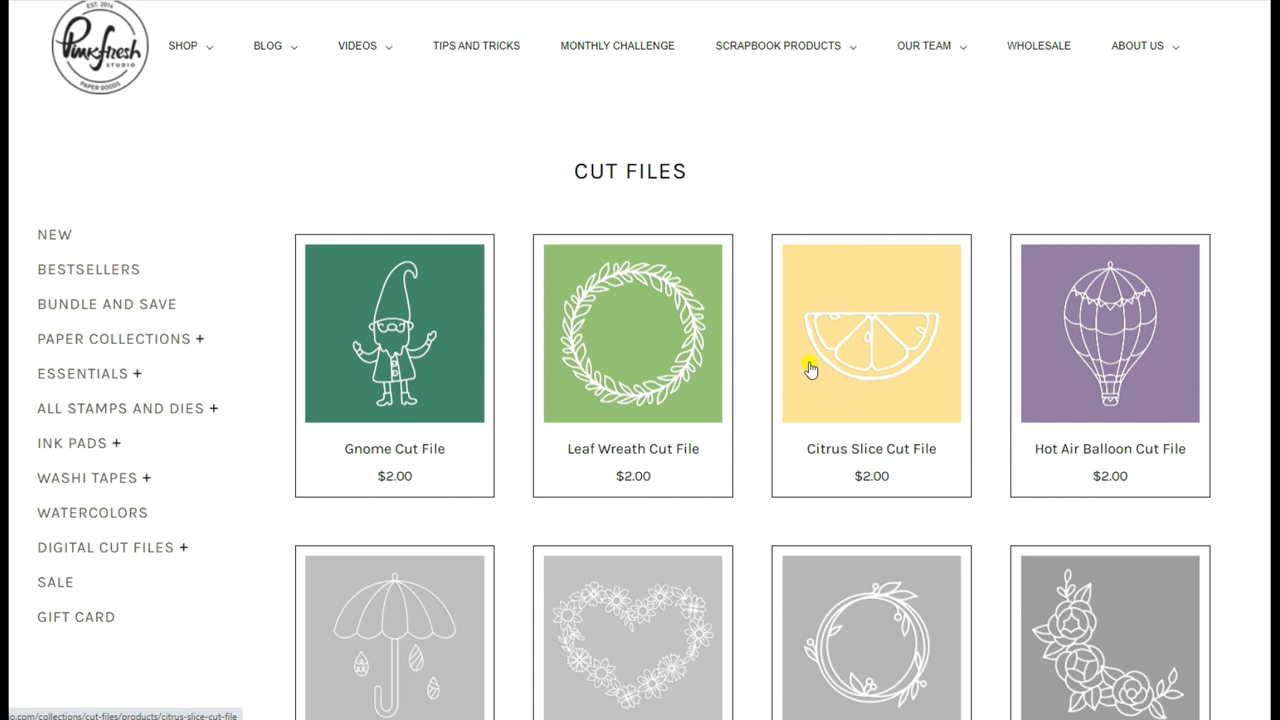 EST. 2014
Pinkfresh
STUDIO
PAPER GOODS
SHOP
BLOG
VIDEOS
TIPS AND TRICKS
MONTHLY CHALLENGE
SCRAPBOOK PRODUCTS
OUR TEAM
WHOLESALE
ABOUT US
CUT FILES
NEW
BESTSELLERS
BUNDLE AND SAVE
PAPER COLLECTIONS +
ESSENTIALS +
ALL STAMPS AND DIES +
INK PADS +
WASHI TAPES +
WATERCOLORS
DIGITAL CUT FILES +
SALE
GIFT CARD
Gnome Cut File
$2.00
Leaf Wreath Cut File
$2.00
Citrus Slice Cut File
$2.00
Hot Air Balloon Cut File
$2.00
o.com/collections/cut-files/products/citrus-slice-cut-file